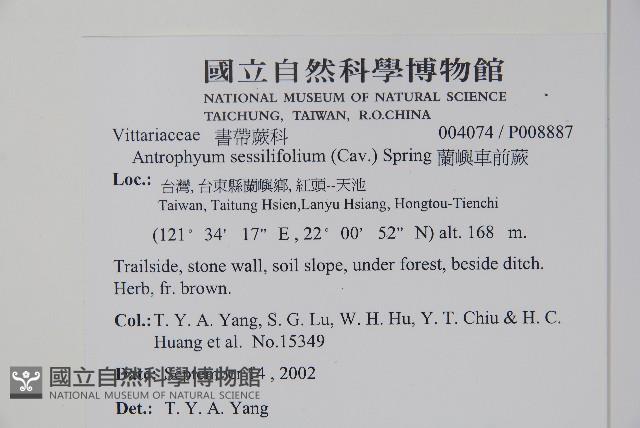 國立自然科學博物館
NATIONAL MUSEUM OF NATURAL SCIENCE
TAICHUNG, TAIWAN, R.O.CHINA
Vittariaceae 書帶蕨科 004074 / P008887
Antrophyum sessilifolium (Cav.) Spring 蘭嶼車前蕨
Loc.: 台灣, 台東縣蘭嶼鄉, 紅頭--天池
Taiwan, Taitung Hsien,Lanyu Hsiang, Hongtou-Tienchi
(121° 34' 17" E , 22° 00' 52" N) alt. 168 m.
Trailside, stone wall, soil slope, under forest, beside ditch.
Herb, fr. brown.
Col.: T. Y. A. Yang, S. G. Lu, W. H. Hu, Y. T. Chiu & H. C.
Huang et al. No.15349
Date: September 14 , 2002
國立自然科學博物館
NATIONAL MUSEUM OF NATURAL SCIENCE
Det.: T. Y. A. Yang